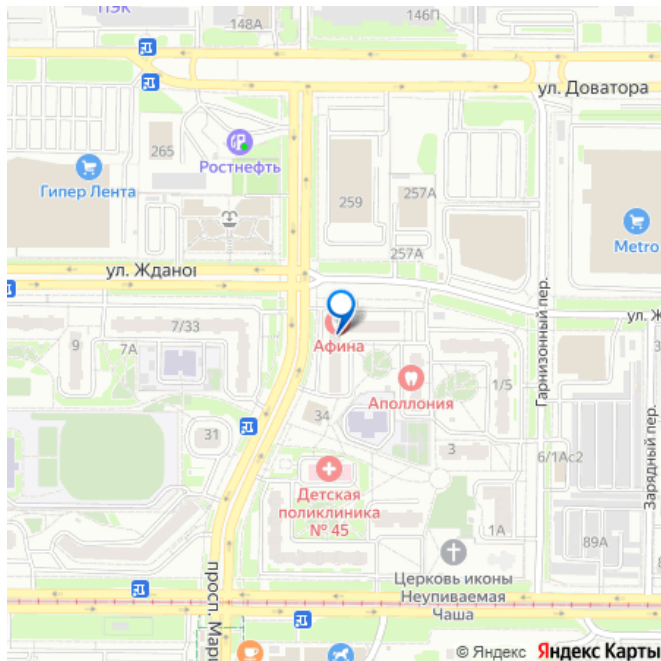 ПЭК
148А
146П
ул. Доватора
265
Ростнефть
Гипер Лента
259
257А
Metro
257А
ул. Жданов
ул. Ж
7/33
9
7А
Афина
Гарнизонный пер.
Аполлония
1/5
34
31
3
6/1Ас2
Зарядный пер.
Детская
поликлиника
№ 45
1А
89А
Церковь иконы
Неупиваемая
Чаша
просп. Мар
© Яндекс Яндекс Карты